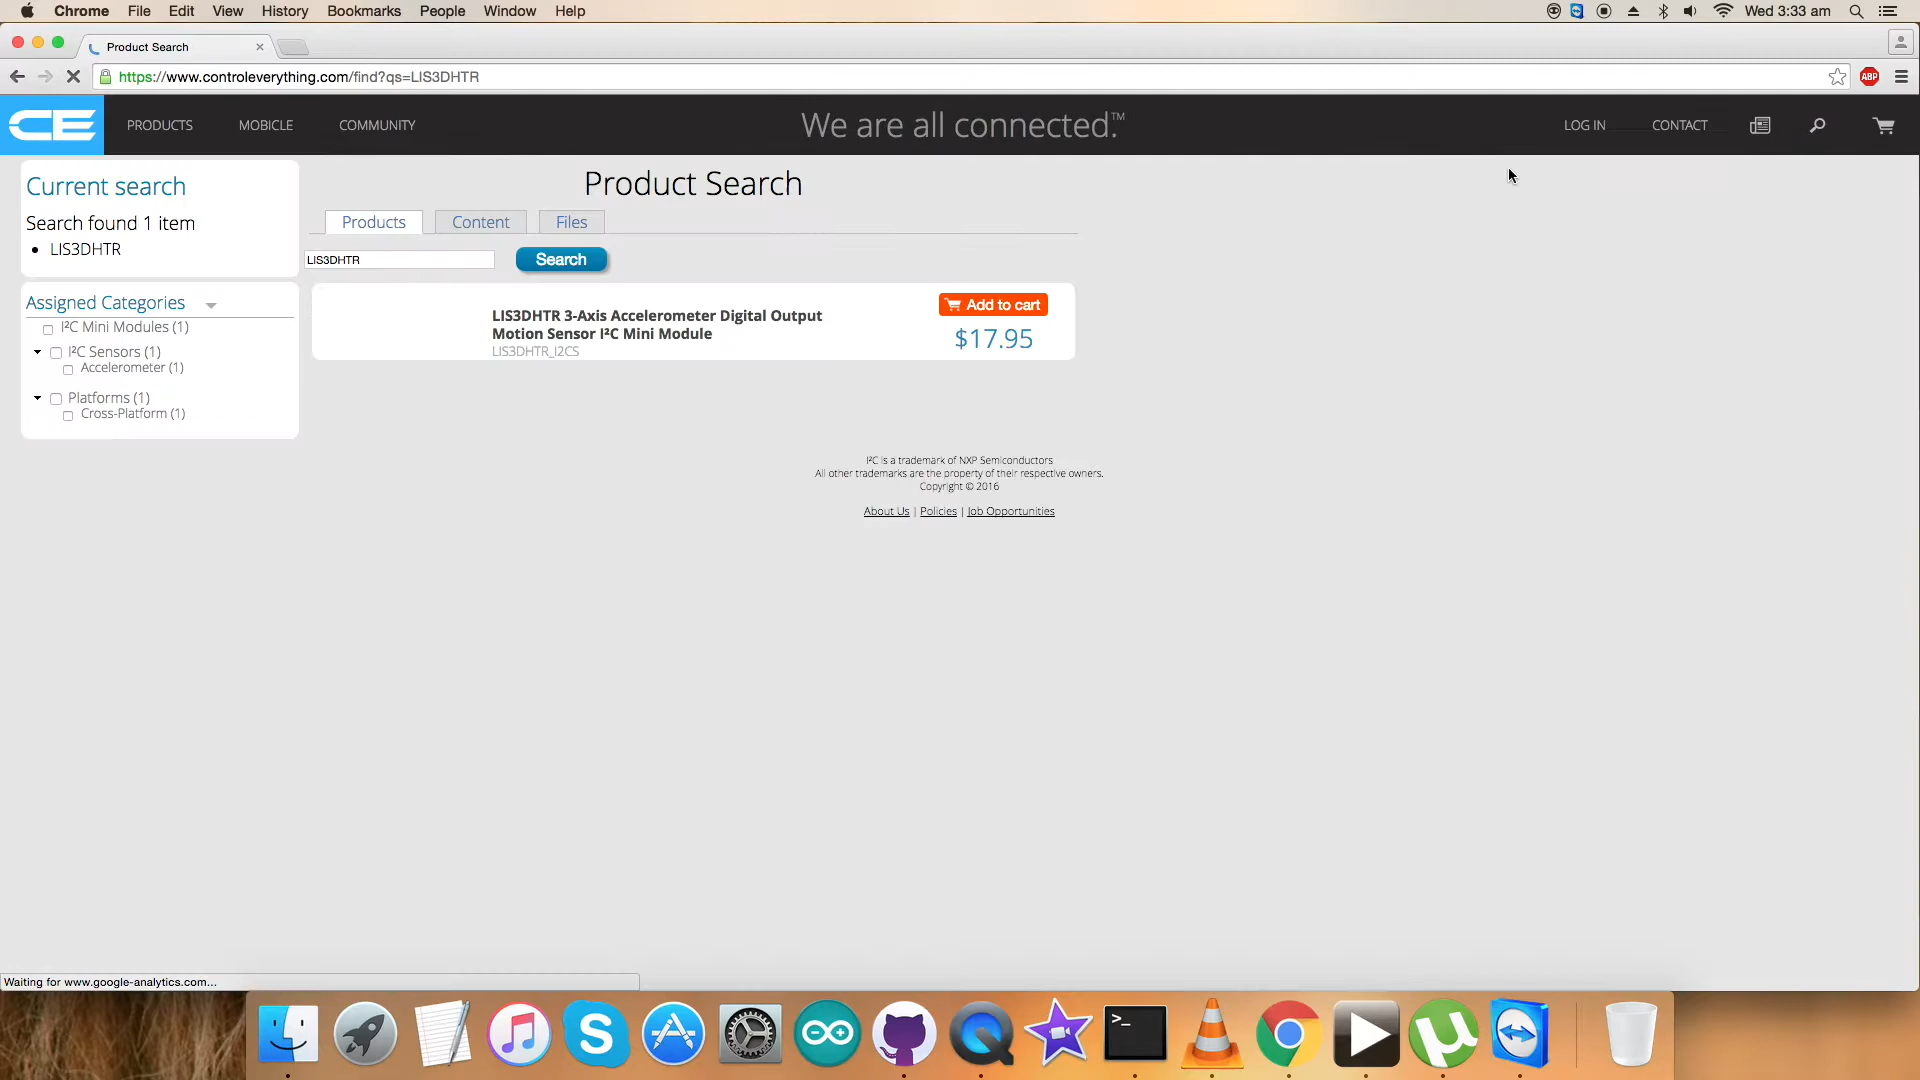 Chrome File Edit View History Bookmarks People Window Help
Wed 3:33 am
Product Search
https://www.controleverything.com/find?qs=LIS3DHTR
ABP
CE
PRODUCTS MOBICLE COMMUNITY
We are all connected.™
LOG IN CONTACT
Current search
Search found 1 item
LIS3DHTR
Assigned Categories
I²C Mini Modules (1)
I²C Sensors (1)
Accelerometer (1)
Platforms (1)
Cross-Platform (1)
Product Search
Products Content Files
LIS3DHTR Search
LIS3DHTR 3-Axis Accelerometer Digital Output
Motion Sensor I²C Mini Module
LIS3DHTR_I2CS
Add to cart
$17.95
I²C is a trademark of NXP Semiconductors
All other trademarks are the property of their respective owners.
Copyright © 2016
About Us | Policies | Job Opportunities
Waiting for www.google-analytics.com...